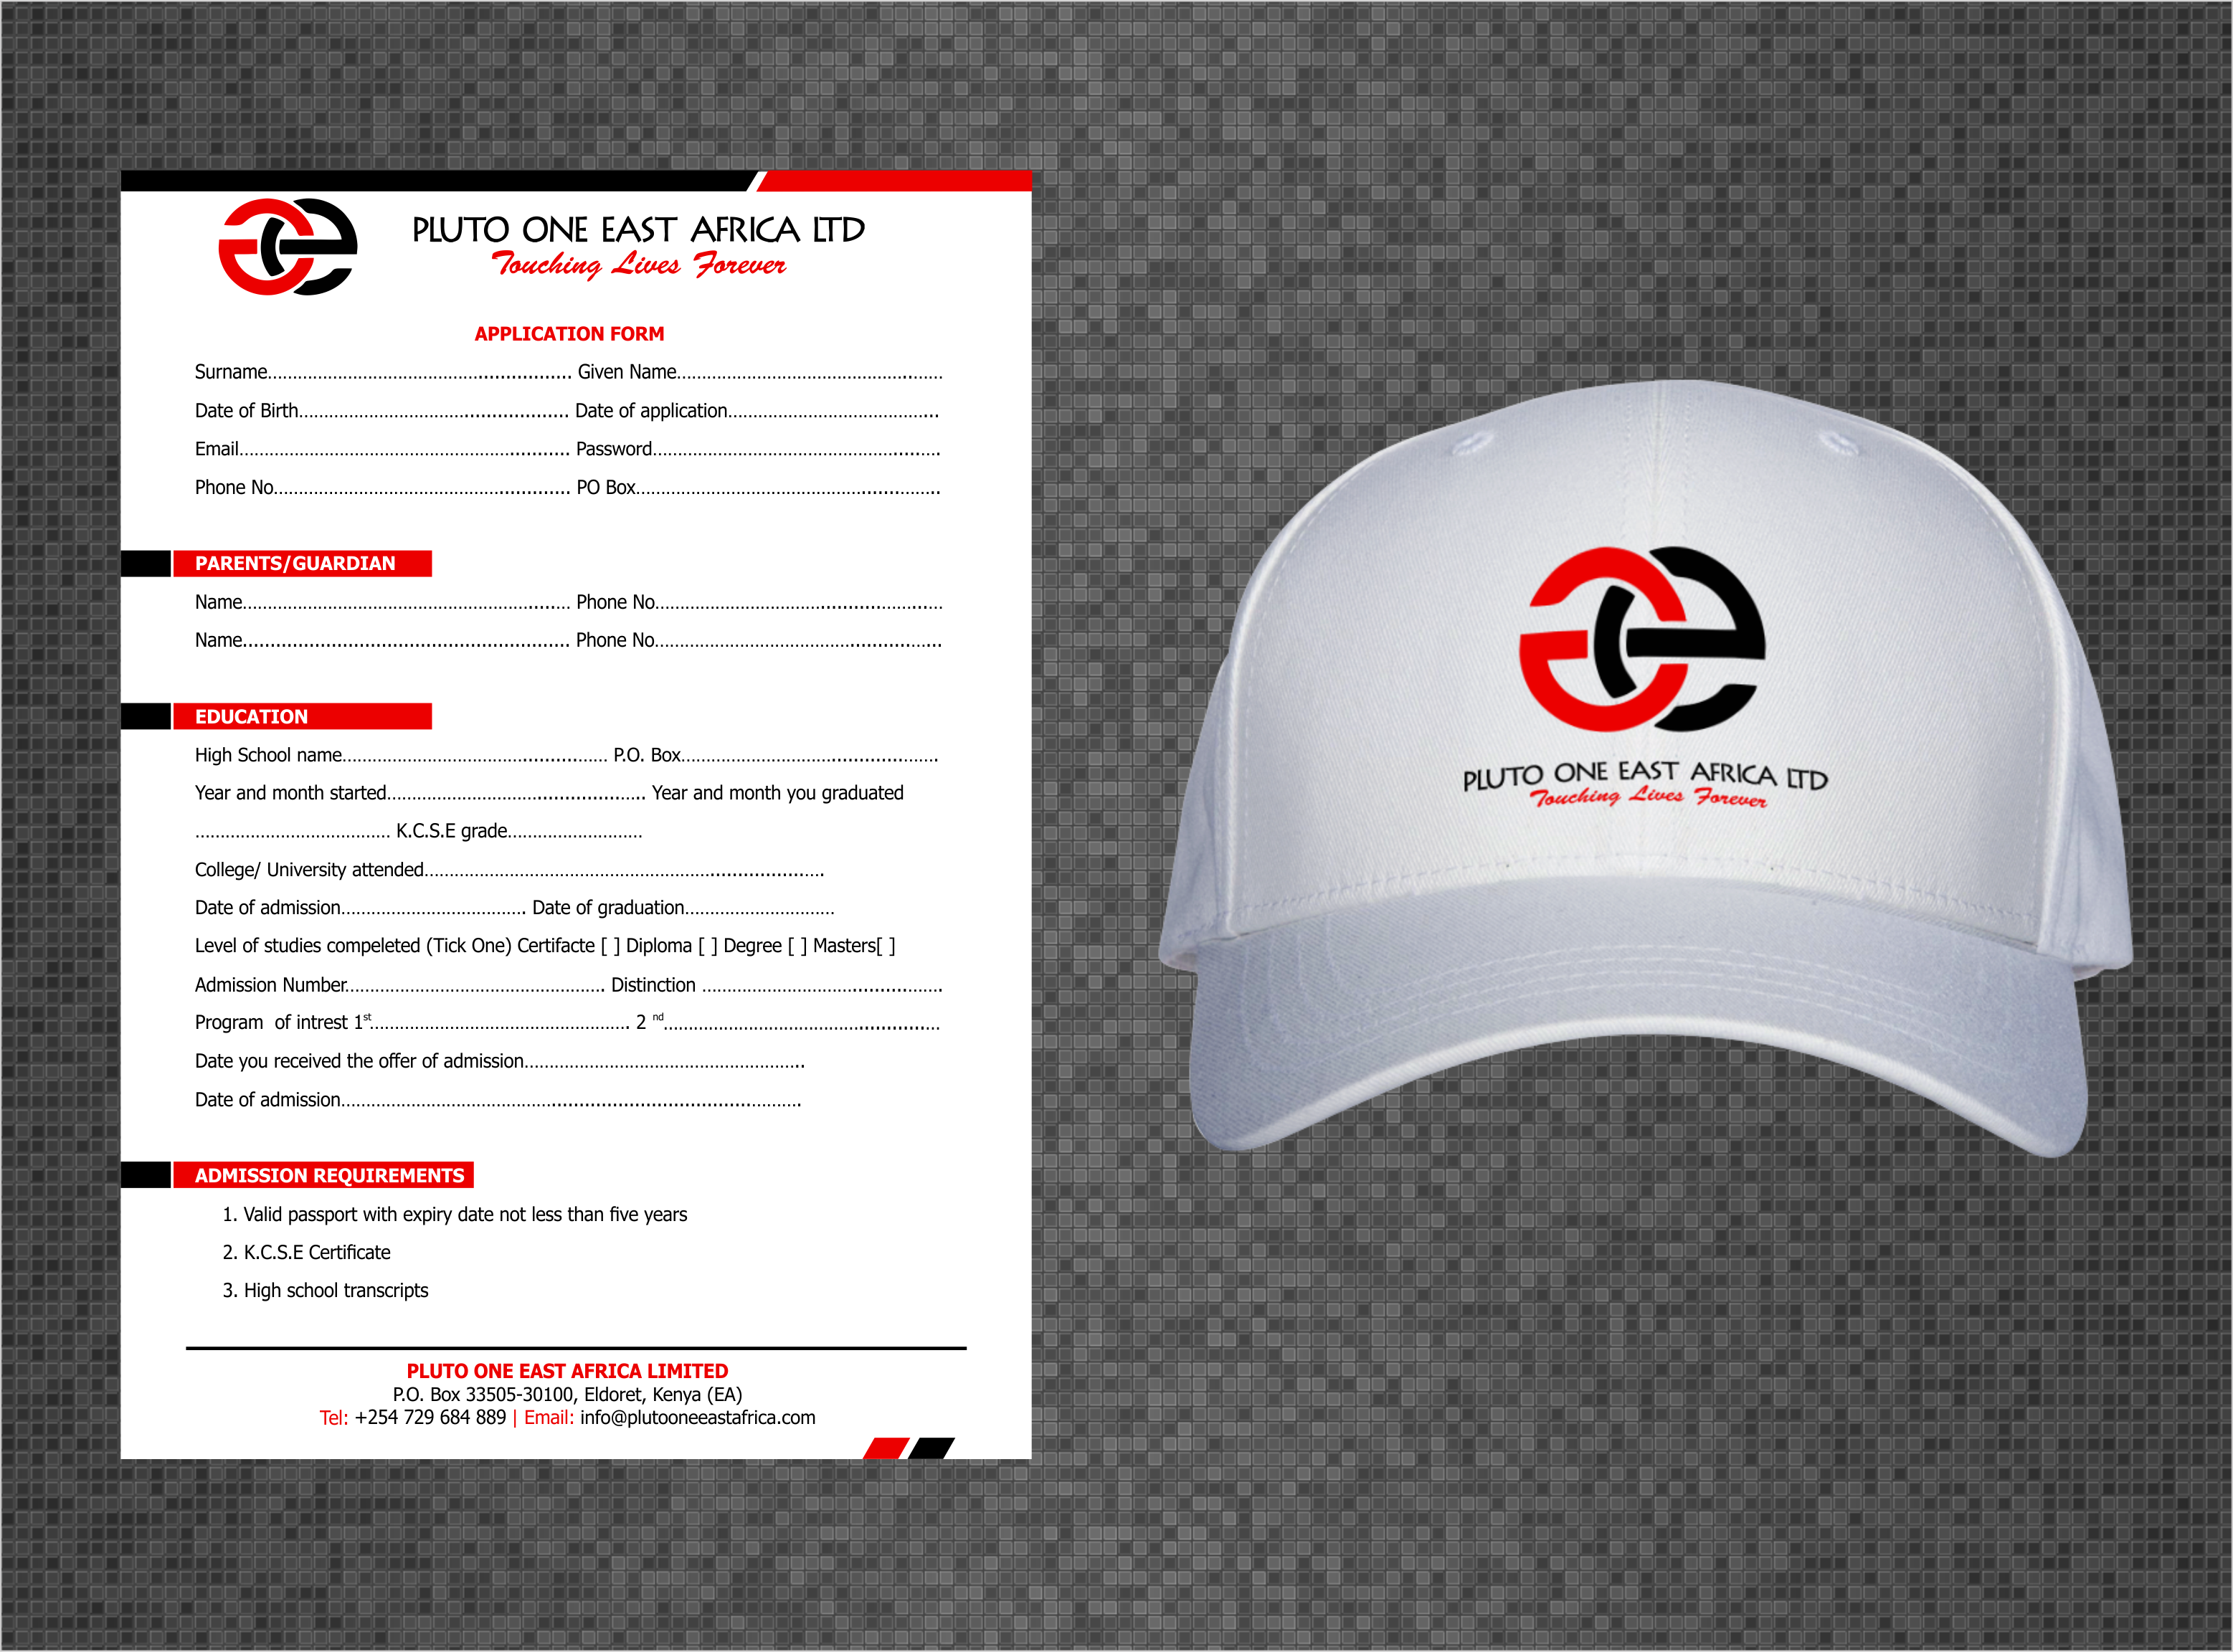 PLUTO ONE EAST AFRICA LTD
Touching Lives Forever
APPLICATION FORM
Surname............................................................ Given Name.....................................................
Date of Birth...................................................... Date of application..........................................
Email.................................................................. Password.........................................................
Phone No........................................................... PO Box.............................................................
PARENTS/GUARDIAN
Name................................................................. Phone No.........................................................
Name................................................................. Phone No.........................................................
EDUCATION
High School name..................................................... P.O. Box...................................................
Year and month started.................................................... Year and month you graduated
....................................... K.C.S.E grade...........................
College/ University attended................................................................................
Date of admission..................................... Date of graduation..............................
Level of studies compeleted (Tick One) Certifacte [ ] Diploma [ ] Degree [ ] Masters[ ]
Admission Number................................................... Distinction ................................................
Program of intrest 1st.................................................... 2 nd.......................................................
Date you received the offer of admission........................................................
Date of admission............................................................................................
ADMISSION REQUIREMENTS
1. Valid passport with expiry date not less than five years
2. K.C.S.E Certificate
3. High school transcripts
PLUTO ONE EAST AFRICA LIMITED
P.O. Box 33505-30100, Eldoret, Kenya (EA)
Tel: +254 729 684 889 | Email: info@plutooneeastafrica.com
PLUTO ONE EAST AFRICA LTD
Touching Lives Forever